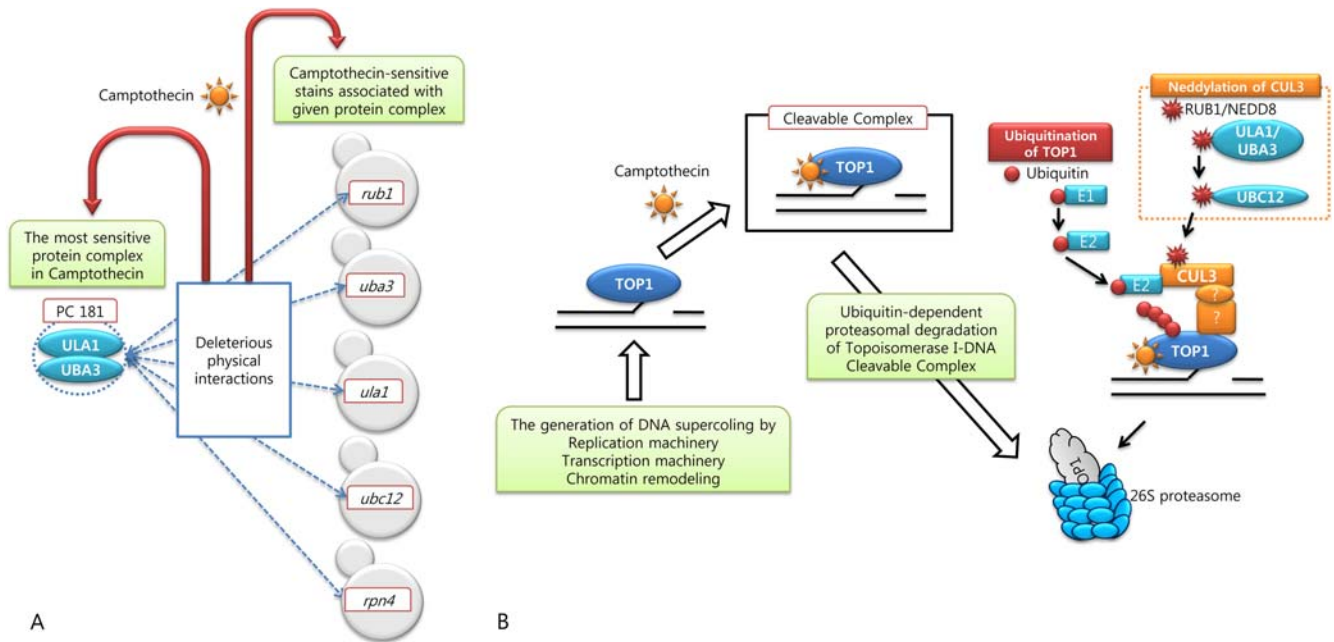 Camptothecin
Camptothecin-sensitive
stains associated with
given protein complex
The most sensitive
protein complex
in Camptothecin
PC 181
ULA1
UBA3
Deleterious
physical
interactions
rub1
uba3
ula1
ubc12
rpn4
A
Cleavable Complex
TOP1
Camptothecin
TOP1
The generation of DNA supercoling by
Replication machinery
Transcription machinery
Chromatin remodeling
Ubiquitin-dependent
proteasomal degradation
of Topoisomerase I-DNA
Cleavable Complex
Ubiquitination
of TOP1
Ubiquitin
E1
E2
E2
Neddylation of CUL3
RUB1/NEDD8
ULA1/
UBA3
UBC12
CUL3
?
?
TOP1
TOP1
26S proteasome
B